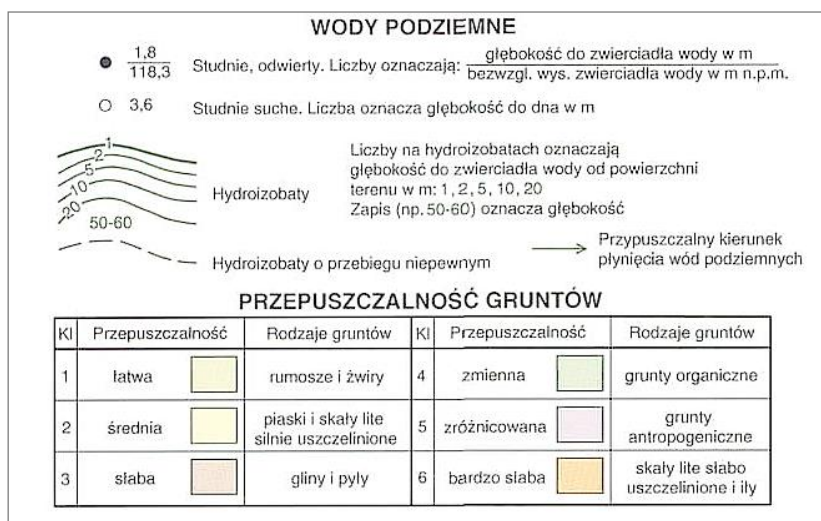 WODY PODZIEMNE
1,8
118,3
Studnie, odwierty. Liczby oznaczają: głębokość do zwierciadła wody w m
bezwzgl. wys. zwierciadła wody w m n.p.m.
3,6 Studnie suche. Liczba oznacza głębokość do dna w m
1
2
5
10
20
50-60
Hydroizobaty
Liczby na hydroizobatach oznaczają
głębokość do zwierciadła wody od powierzchni
terenu w m: 1, 2, 5, 10, 20
Zapis (np. 50-60) oznacza głębokość
Hydroizobaty o przebiegu niepewnym
Przypuszczalny kierunek
płynięcia wód podziemnych
PRZEPUSZCZALNOŚĆ GRUNTÓW
Kl Przepuszczalność Rodzaje gruntów Kl Przepuszczalność Rodzaje gruntów
1 łatwa rumosze i żwiry 4 zmienna grunty organiczne
2 średnia piaski i skały lite silnie uszczelinione 5 zróżnicowana grunty antropogeniczne
3 słaba gliny i pyly 6 bardzo slaba skały lite słabo uszczelinione i iły